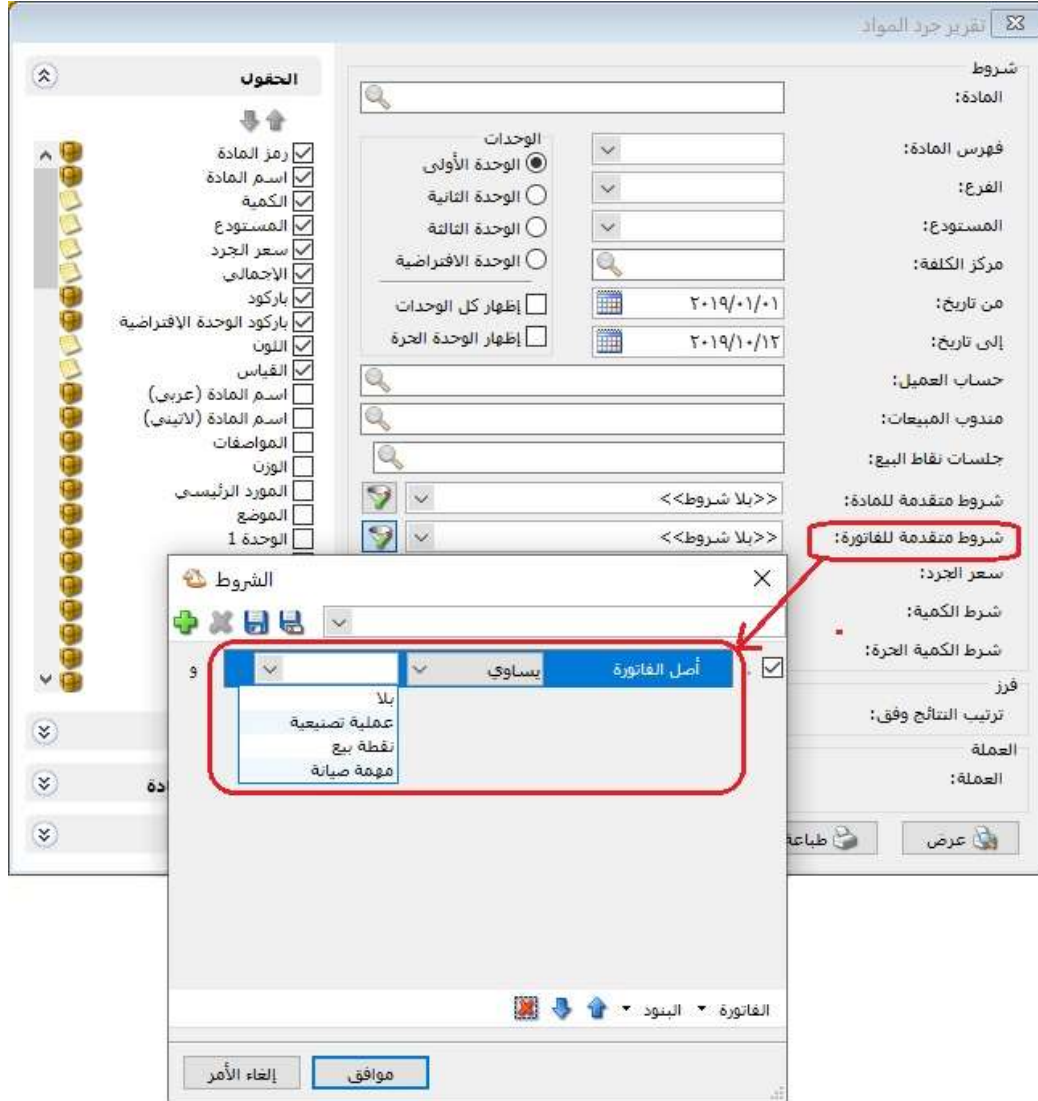 تقرير جرد المواد
شروط
المادة:
فهرس المادة:
الفرع:
المستودع:
مركز الكلفة:
من تاريخ: ٢٠١٩/٠١/٠١
إلى تاريخ: ٢٠١٩/١٠/١٢
حساب العميل:
مندوب المبيعات:
جلسات نقاط البيع:
شروط متقدمة للمادة: <<بلا شروط>>
شروط متقدمة للفاتورة: <<بلا شروط>>
سعر الجرد:
شرط الكمية:
شرط الكمية الحرة:
فرز
ترتيب النتائج وفق:
العملة
العملة:
عرض
طباعة
الوحدات
الوحدة الأولى
الوحدة الثانية
الوحدة الثالثة
الوحدة الافتراضية
إظهار كل الوحدات
إظهار الوحدة الحرة
الحقول
رمز المادة
اسم المادة
الكمية
المستودع
سعر الجرد
الإجمالي
باركود
باركود الوحدة الافتراضية
اللون
القياس
اسم المادة (عربي)
اسم المادة (لاتيني)
المواصفات
الوزن
المورد الرئيسي
الموضع
الوحدة 1
الشروط
أصل الفاتورة يساوي و
بلا
عملية تصنيعية
نقطة بيع
مهمة صيانة
الفاتورة البنود
موافق
إلغاء الأمر